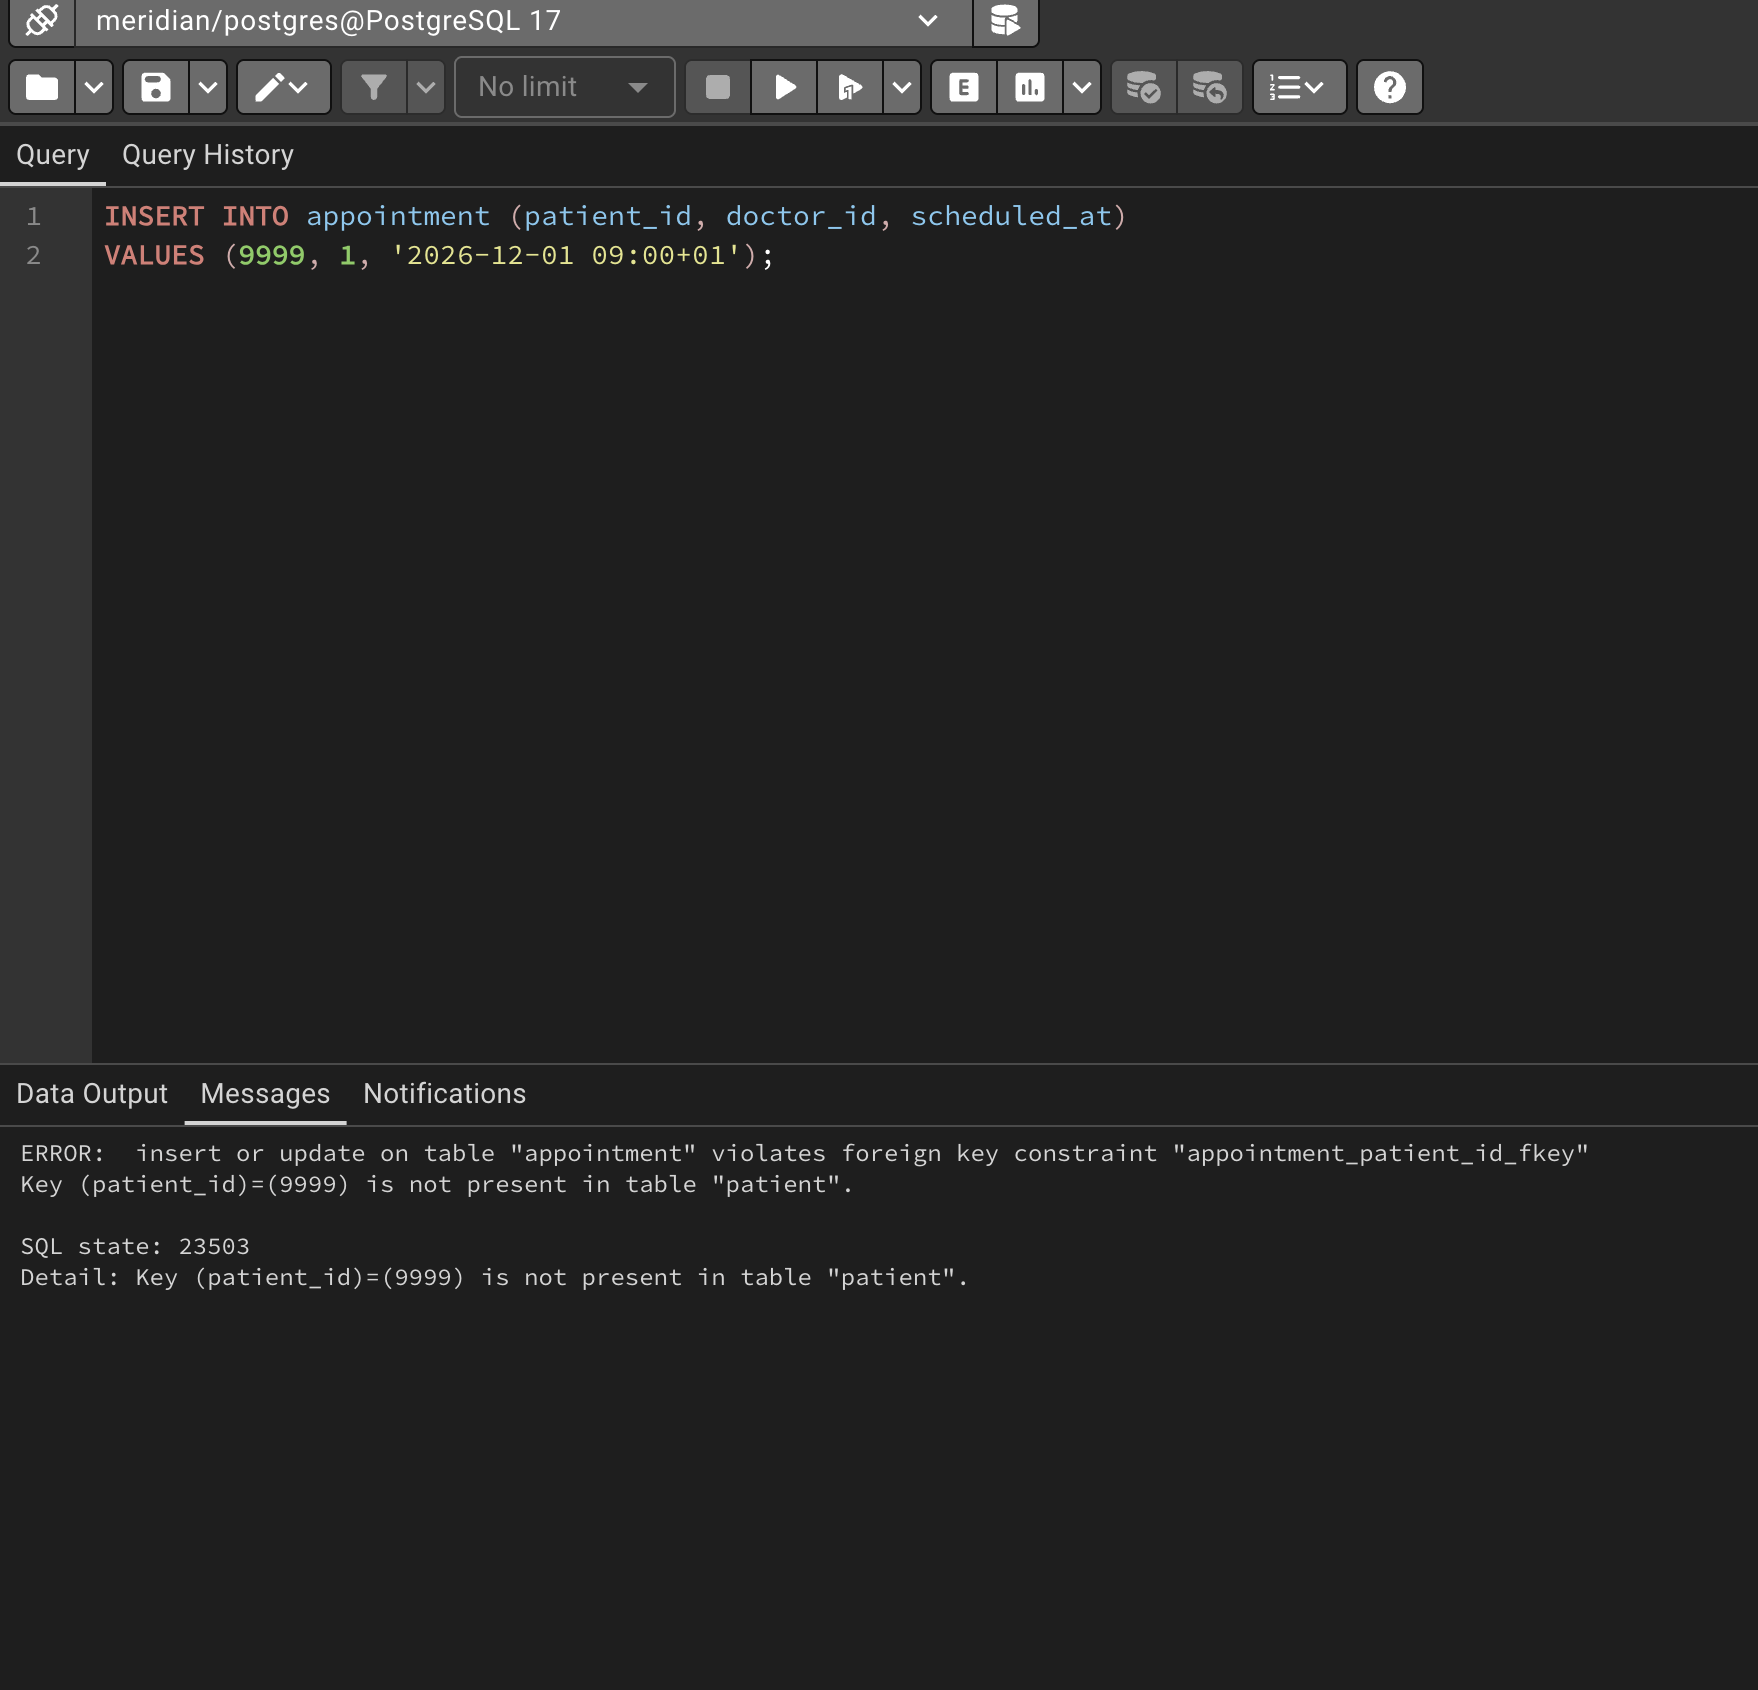 meridian/postgres@PostgreSQL 17
No limit
E
Query Query History
1 INSERT INTO appointment (patient_id, doctor_id, scheduled_at)
2 VALUES (9999, 1, '2026-12-01 09:00+01');
Data Output Messages Notifications
ERROR:  insert or update on table "appointment" violates foreign key constraint "appointment_patient_id_fkey"
Key (patient_id)=(9999) is not present in table "patient".
SQL state: 23503
Detail: Key (patient_id)=(9999) is not present in table "patient".